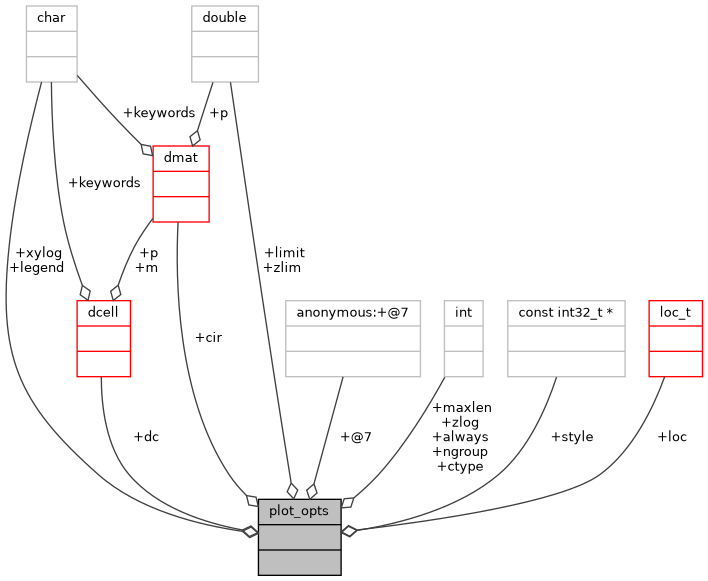 char
double
+keywords
+p
dmat
+keywords
+xylog
+legend
+p
+m
+limit
+zlim
dcell
anonymous:+@7
int
const int32_t *
loc_t
+cir
+maxlen
+zlog
+always
+ngroup
+ctype
+dc
+@7
+style
+loc
plot_opts